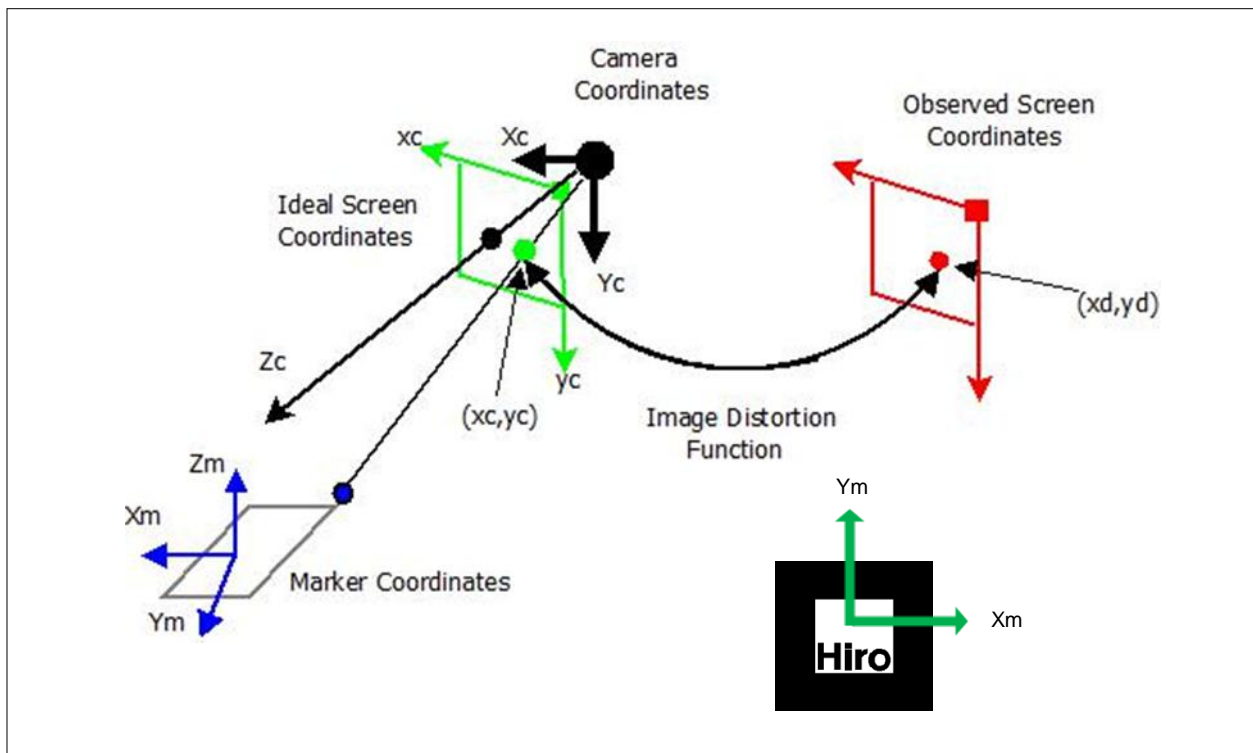 Camera
Coordinates
Observed Screen
Coordinates
xc
Xc
Ideal Screen
Coordinates
Yc
(xd,yd)
Zc
yc
(xc,yc)
Image Distortion
Function
Zm
Xm
Marker Coordinates
Ym
Ym
Xm
Hiro